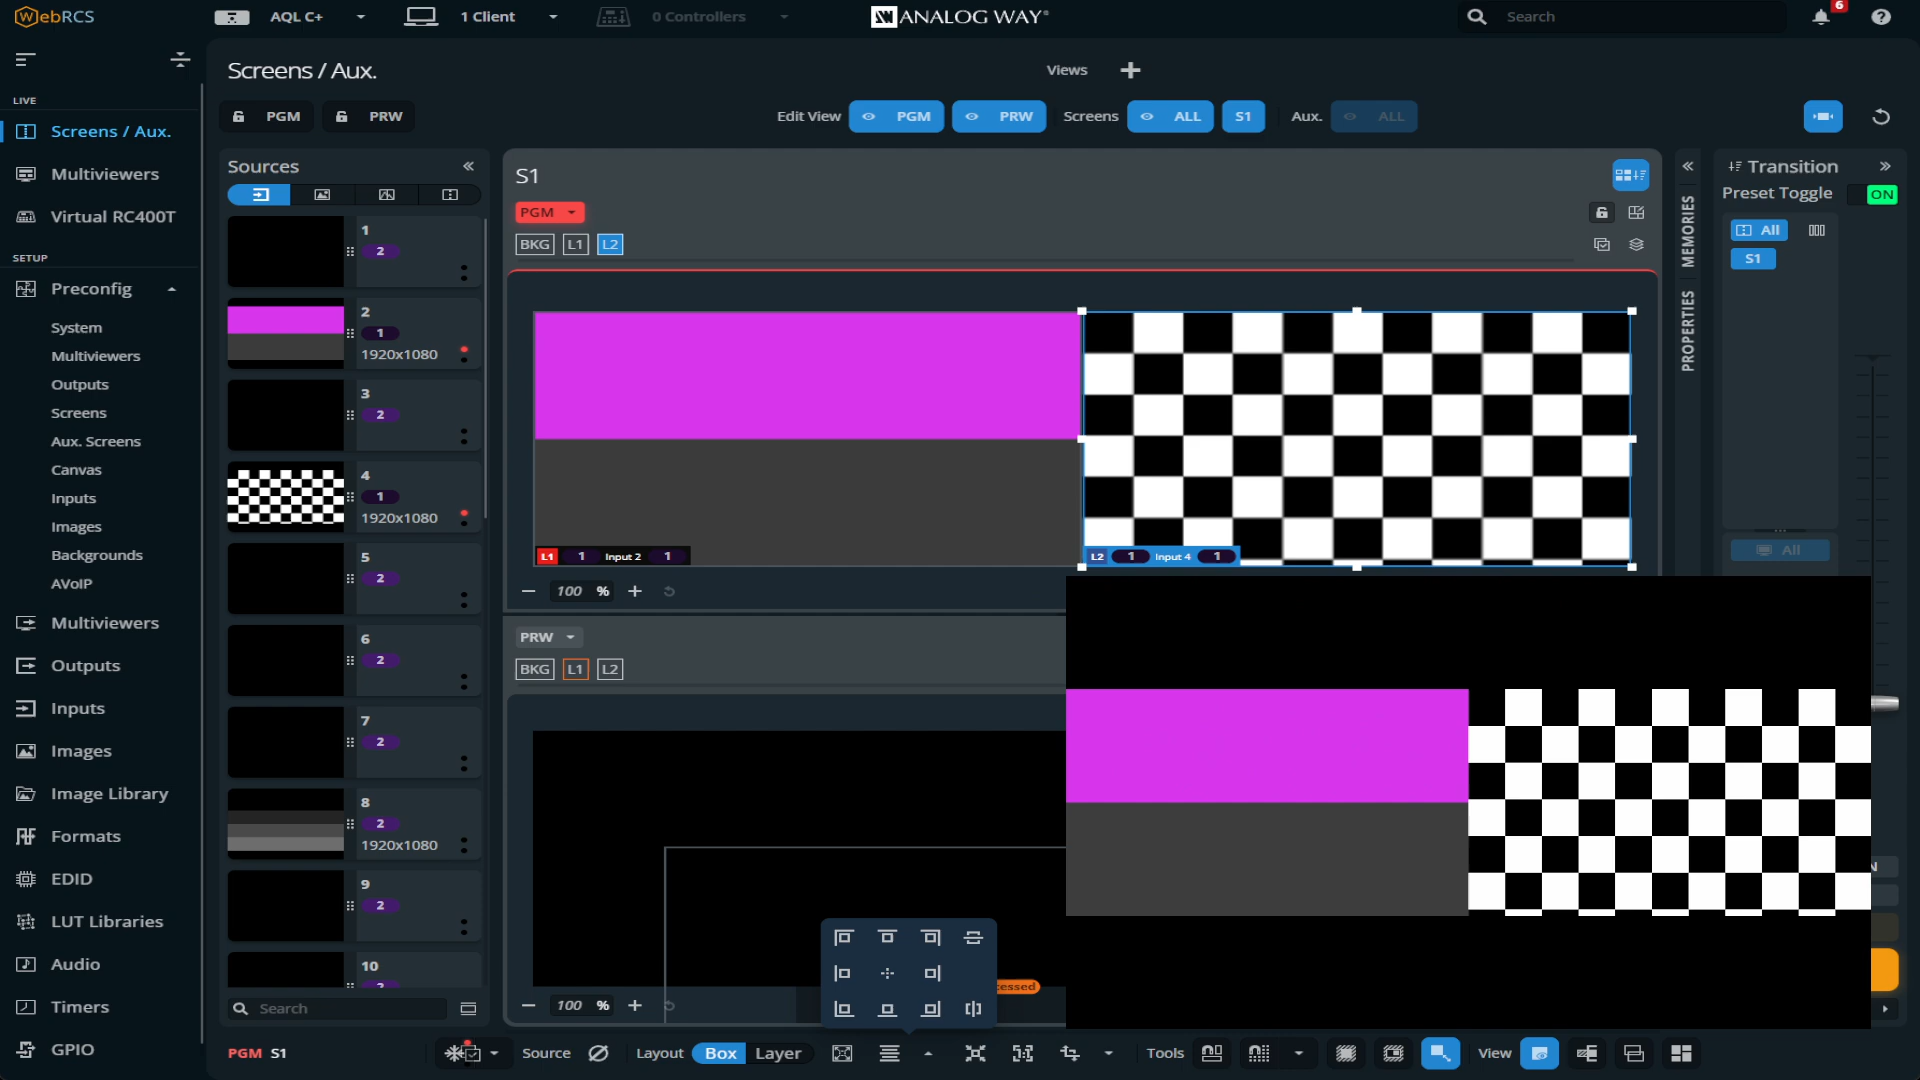 WebRCS
AQL C+
1 Client
0 Controllers
ANALOG WAY®
Search
6
Screens / Aux.
Views
PGM
PRW
Edit View
PGM
PRW
Screens
ALL
S1
Aux.
ALL
LIVE
Screens / Aux.
Multiviewers
Virtual RC400T
SETUP
Preconfig
System
Multiviewers
Outputs
Screens
Aux. Screens
Canvas
Inputs
Images
Backgrounds
AVoIP
Multiviewers
Outputs
Inputs
Images
Image Library
Formats
EDID
LUT Libraries
Audio
Timers
GPIO
Sources
1
2
2
1
1920x1080
3
2
4
1
1920x1080
5
2
6
2
7
2
8
2
1920x1080
9
2
10
2
Search
S1
PGM
BKG L1 L2
L1 1 Input 2 1
L2 1 Input 4 1
100 %
PRW
BKG L1 L2
100 %
cessed
MEMORIES
PROPERTIES
Transition
Preset Toggle ON
All
S1
All
N
PGM S1
Source
Layout Box Layer
Tools
View